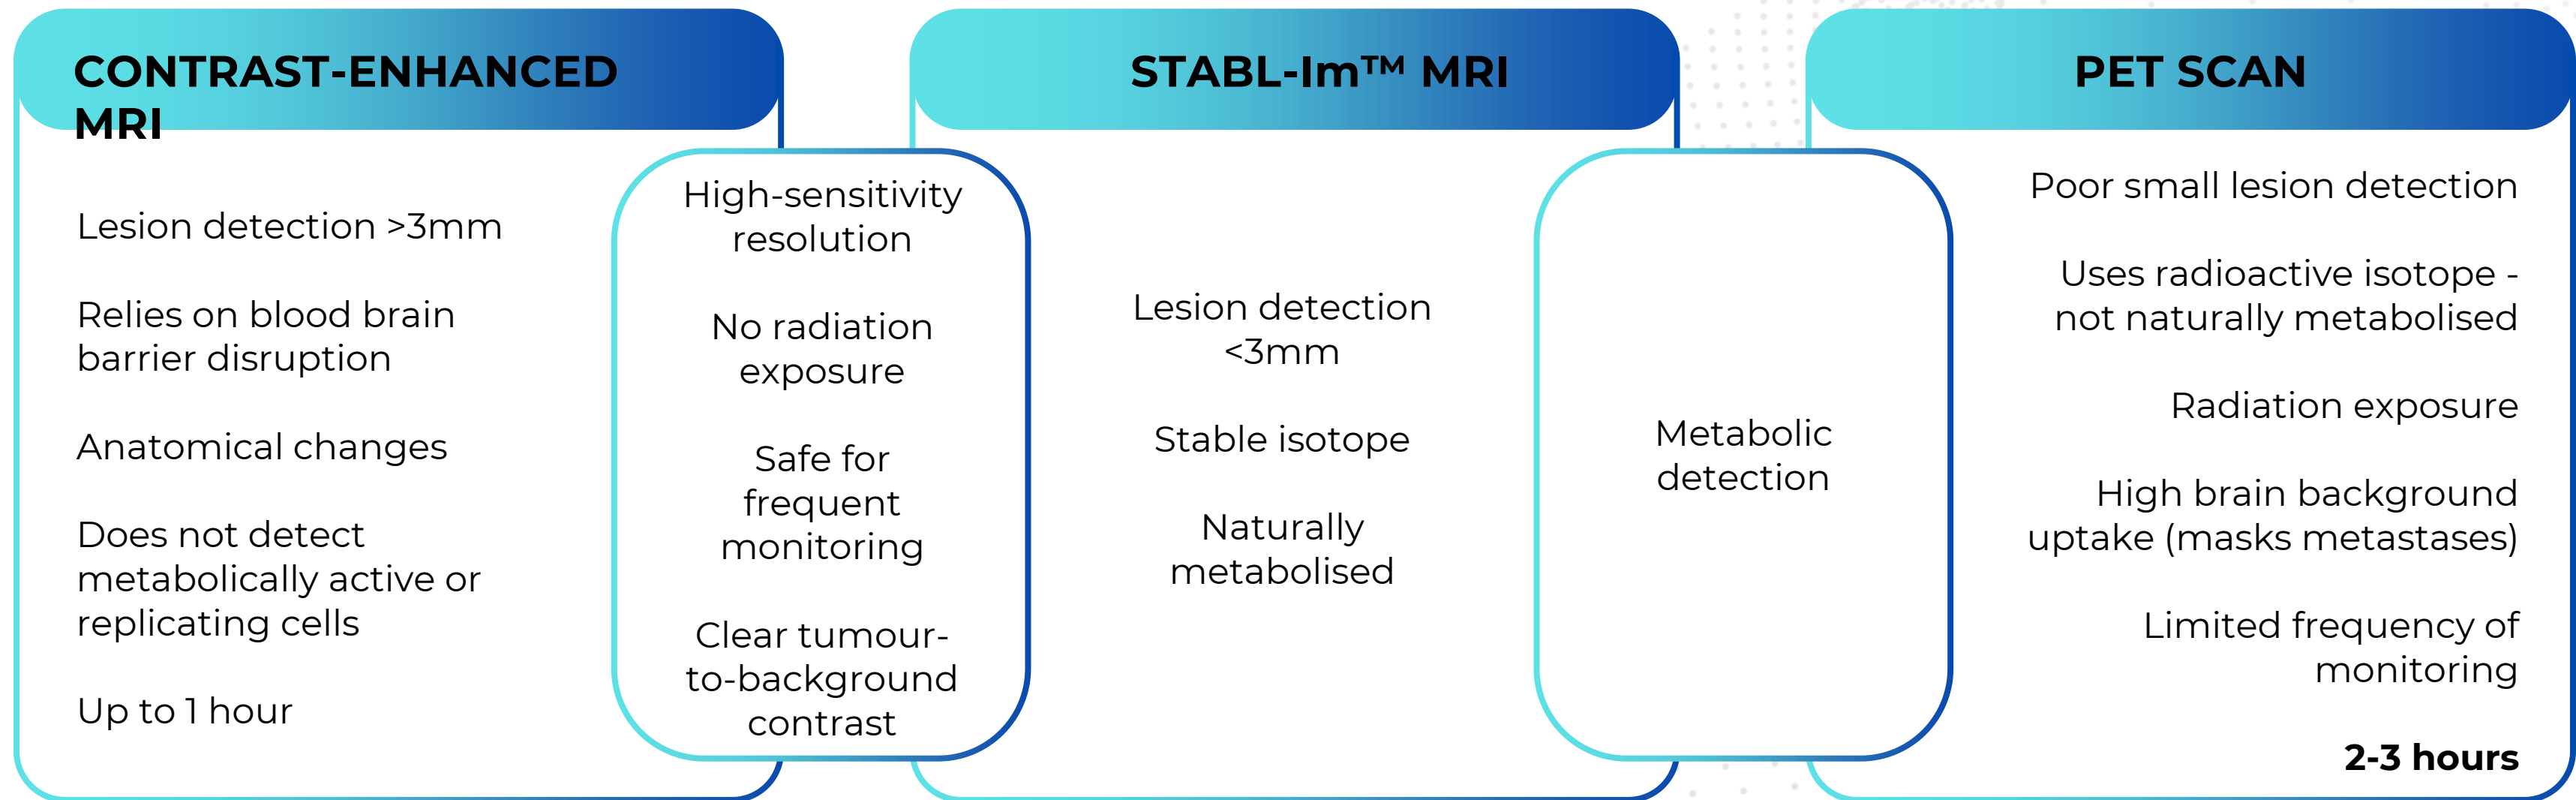 CONTRAST-ENHANCED
MRI
Lesion detection >3mm
Relies on blood brain
barrier disruption
Anatomical changes
Does not detect
metabolically active or
replicating cells
Up to 1 hour
High-sensitivity
resolution
No radiation
exposure
Safe for
frequent
monitoring
Clear tumour-
to-background
contrast
STABL-Im™ MRI
Lesion detection
<3mm
Stable isotope
Naturally
metabolised
Metabolic
detection
PET SCAN
Poor small lesion detection
Uses radioactive isotope -
not naturally metabolised
Radiation exposure
High brain background
uptake (masks metastases)
Limited frequency of
monitoring
2-3 hours